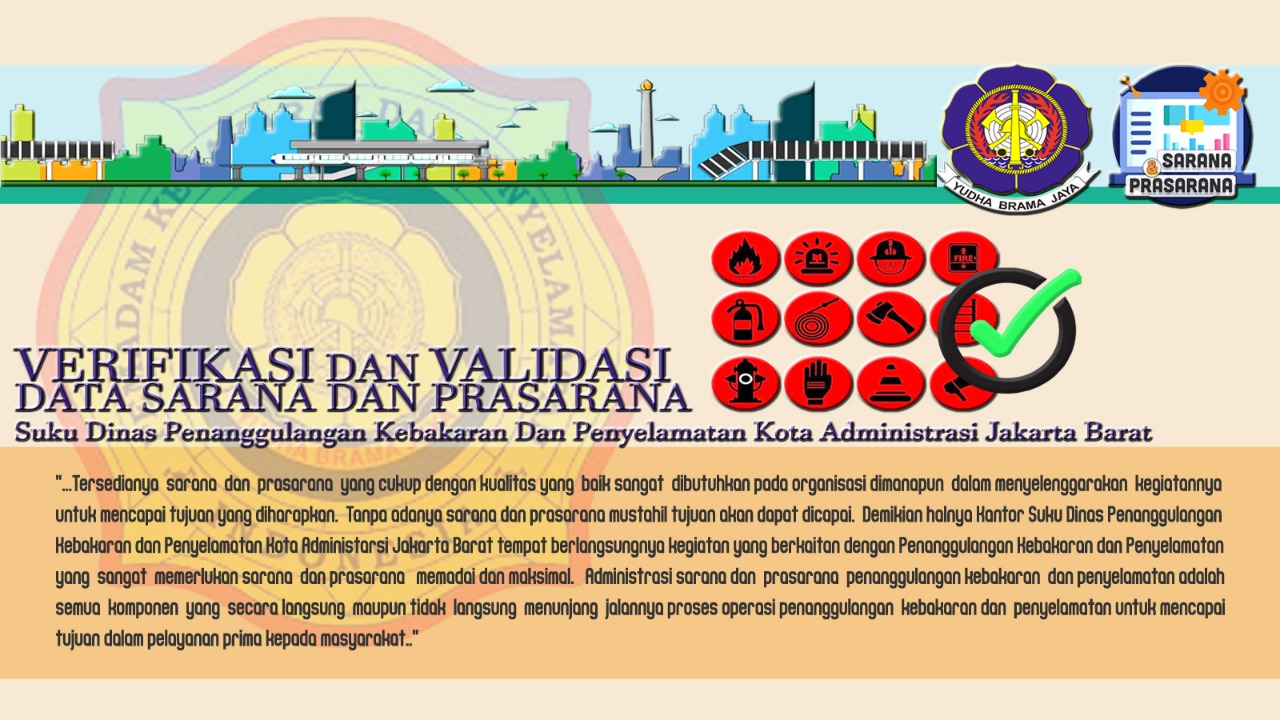 YUDHA BRAMA JAYA
SARANA
&
PRASARANA
FIRE
VERIFIKASI DAN VALIDASI
DATA SARANA DAN PRASARANA
Suku Dinas Penanggulangan Kebakaran Dan Penyelamatan Kota Administrasi Jakarta Barat
"...Tersedianya sarana dan prasarana yang cukup dengan kualitas yang baik sangat dibutuhkan pada organisasi dimanapun dalam menyelenggarakan kegiatannya
untuk mencapai tujuan yang diharapkan. Tanpa adanya sarana dan prasarana mustahil tujuan akan dapat dicapai. Demikian halnya Kantor Suku Dinas Penanggulangan
Kebakaran dan Penyelamatan Kota Administarsi Jakarta Barat tempat berlangsungnya kegiatan yang berkaitan dengan Penanggulangan Kebakaran dan Penyelamatan
yang sangat memerlukan sarana dan prasarana memadai dan maksimal. Administrasi sarana dan prasarana penanggulangan kebakaran dan penyelamatan adalah
semua komponen yang secara langsung maupun tidak langsung menunjang jalannya proses operasi penanggulangan kebakaran dan penyelamatan untuk mencapai
tujuan dalam pelayanan prima kepada masyarakat.."
INDONESIA